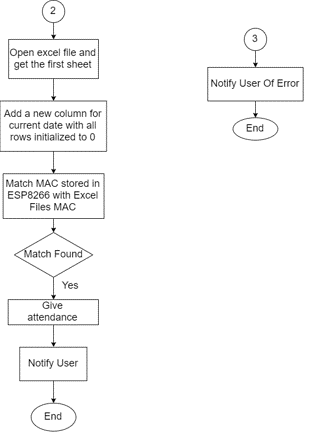 2
Open excel file and
get the first sheet
Add a new column for
current date with all
rows initialized to 0
Match MAC stored in
ESP8266 with Excel
Files MAC
Match Found
Yes
Give
attendance
Notify User
End
3
Notify User Of Error
End